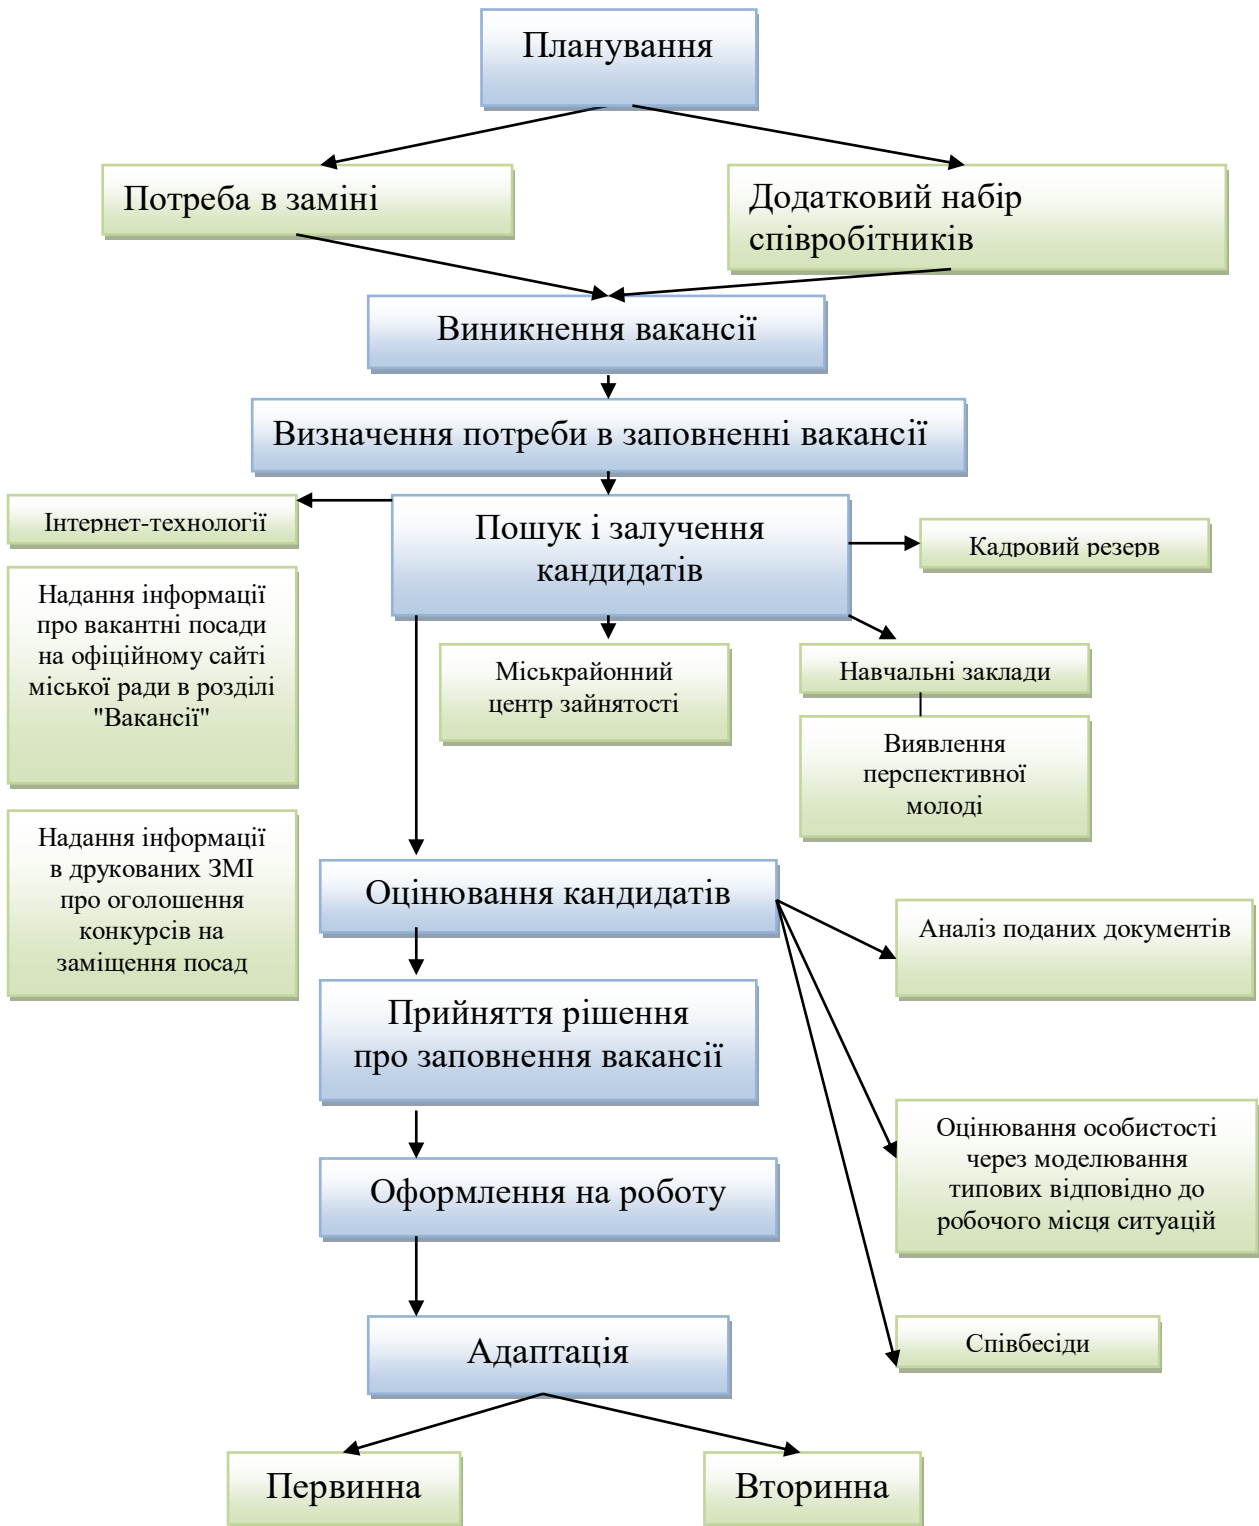 Планування
Потреба в заміні
Додатковий набір
співробітників
Виникнення вакансії
Визначення потреби в заповненні вакансії
Інтернет-технології
Пошук і залучення
кандидатів
Кадровий резерв
Надання інформації
про вакантні посади
на офіційному сайті
міської ради в розділі
"Вакансії"
Міськрайонний
центр зайнятості
Навчальні заклади
Виявлення
перспективної
молоді
Надання інформації
в друкованих ЗМІ
про оголошення
конкурсів на
заміщення посад
Оцінювання кандидатів
Аналіз поданих документів
Прийняття рішення
про заповнення вакансії
Оцінювання особистості
через моделювання
типових відповідно до
робочого місця ситуацій
Оформлення на роботу
Співбесіди
Адаптація
Первинна
Вторинна